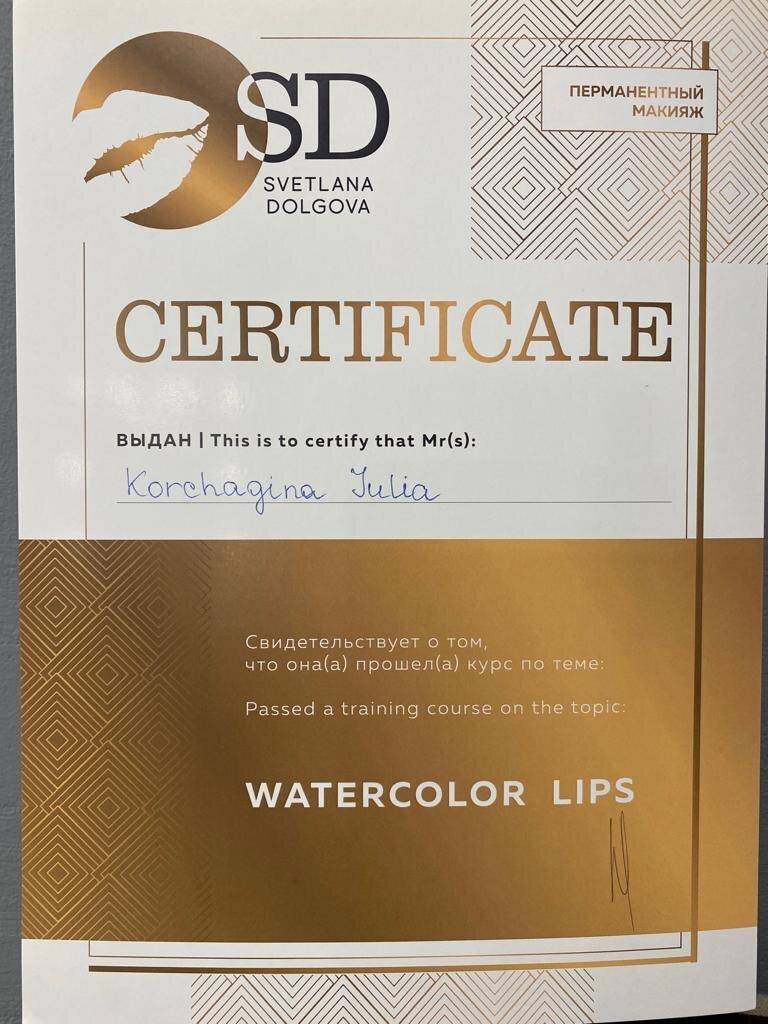 SD
SVETLANA
DOLGOVA
ПЕРМАНЕНТНЫЙ
МАКИЯЖ
CERTIFICATE
ВЫДАН | This is to certify that Mr(s):
Korchagina Iulia
Свидетельствует о том,
что она(а) прошел(а) курс по теме:
Passed a training course on the topic:
WATERCOLOR LIPS